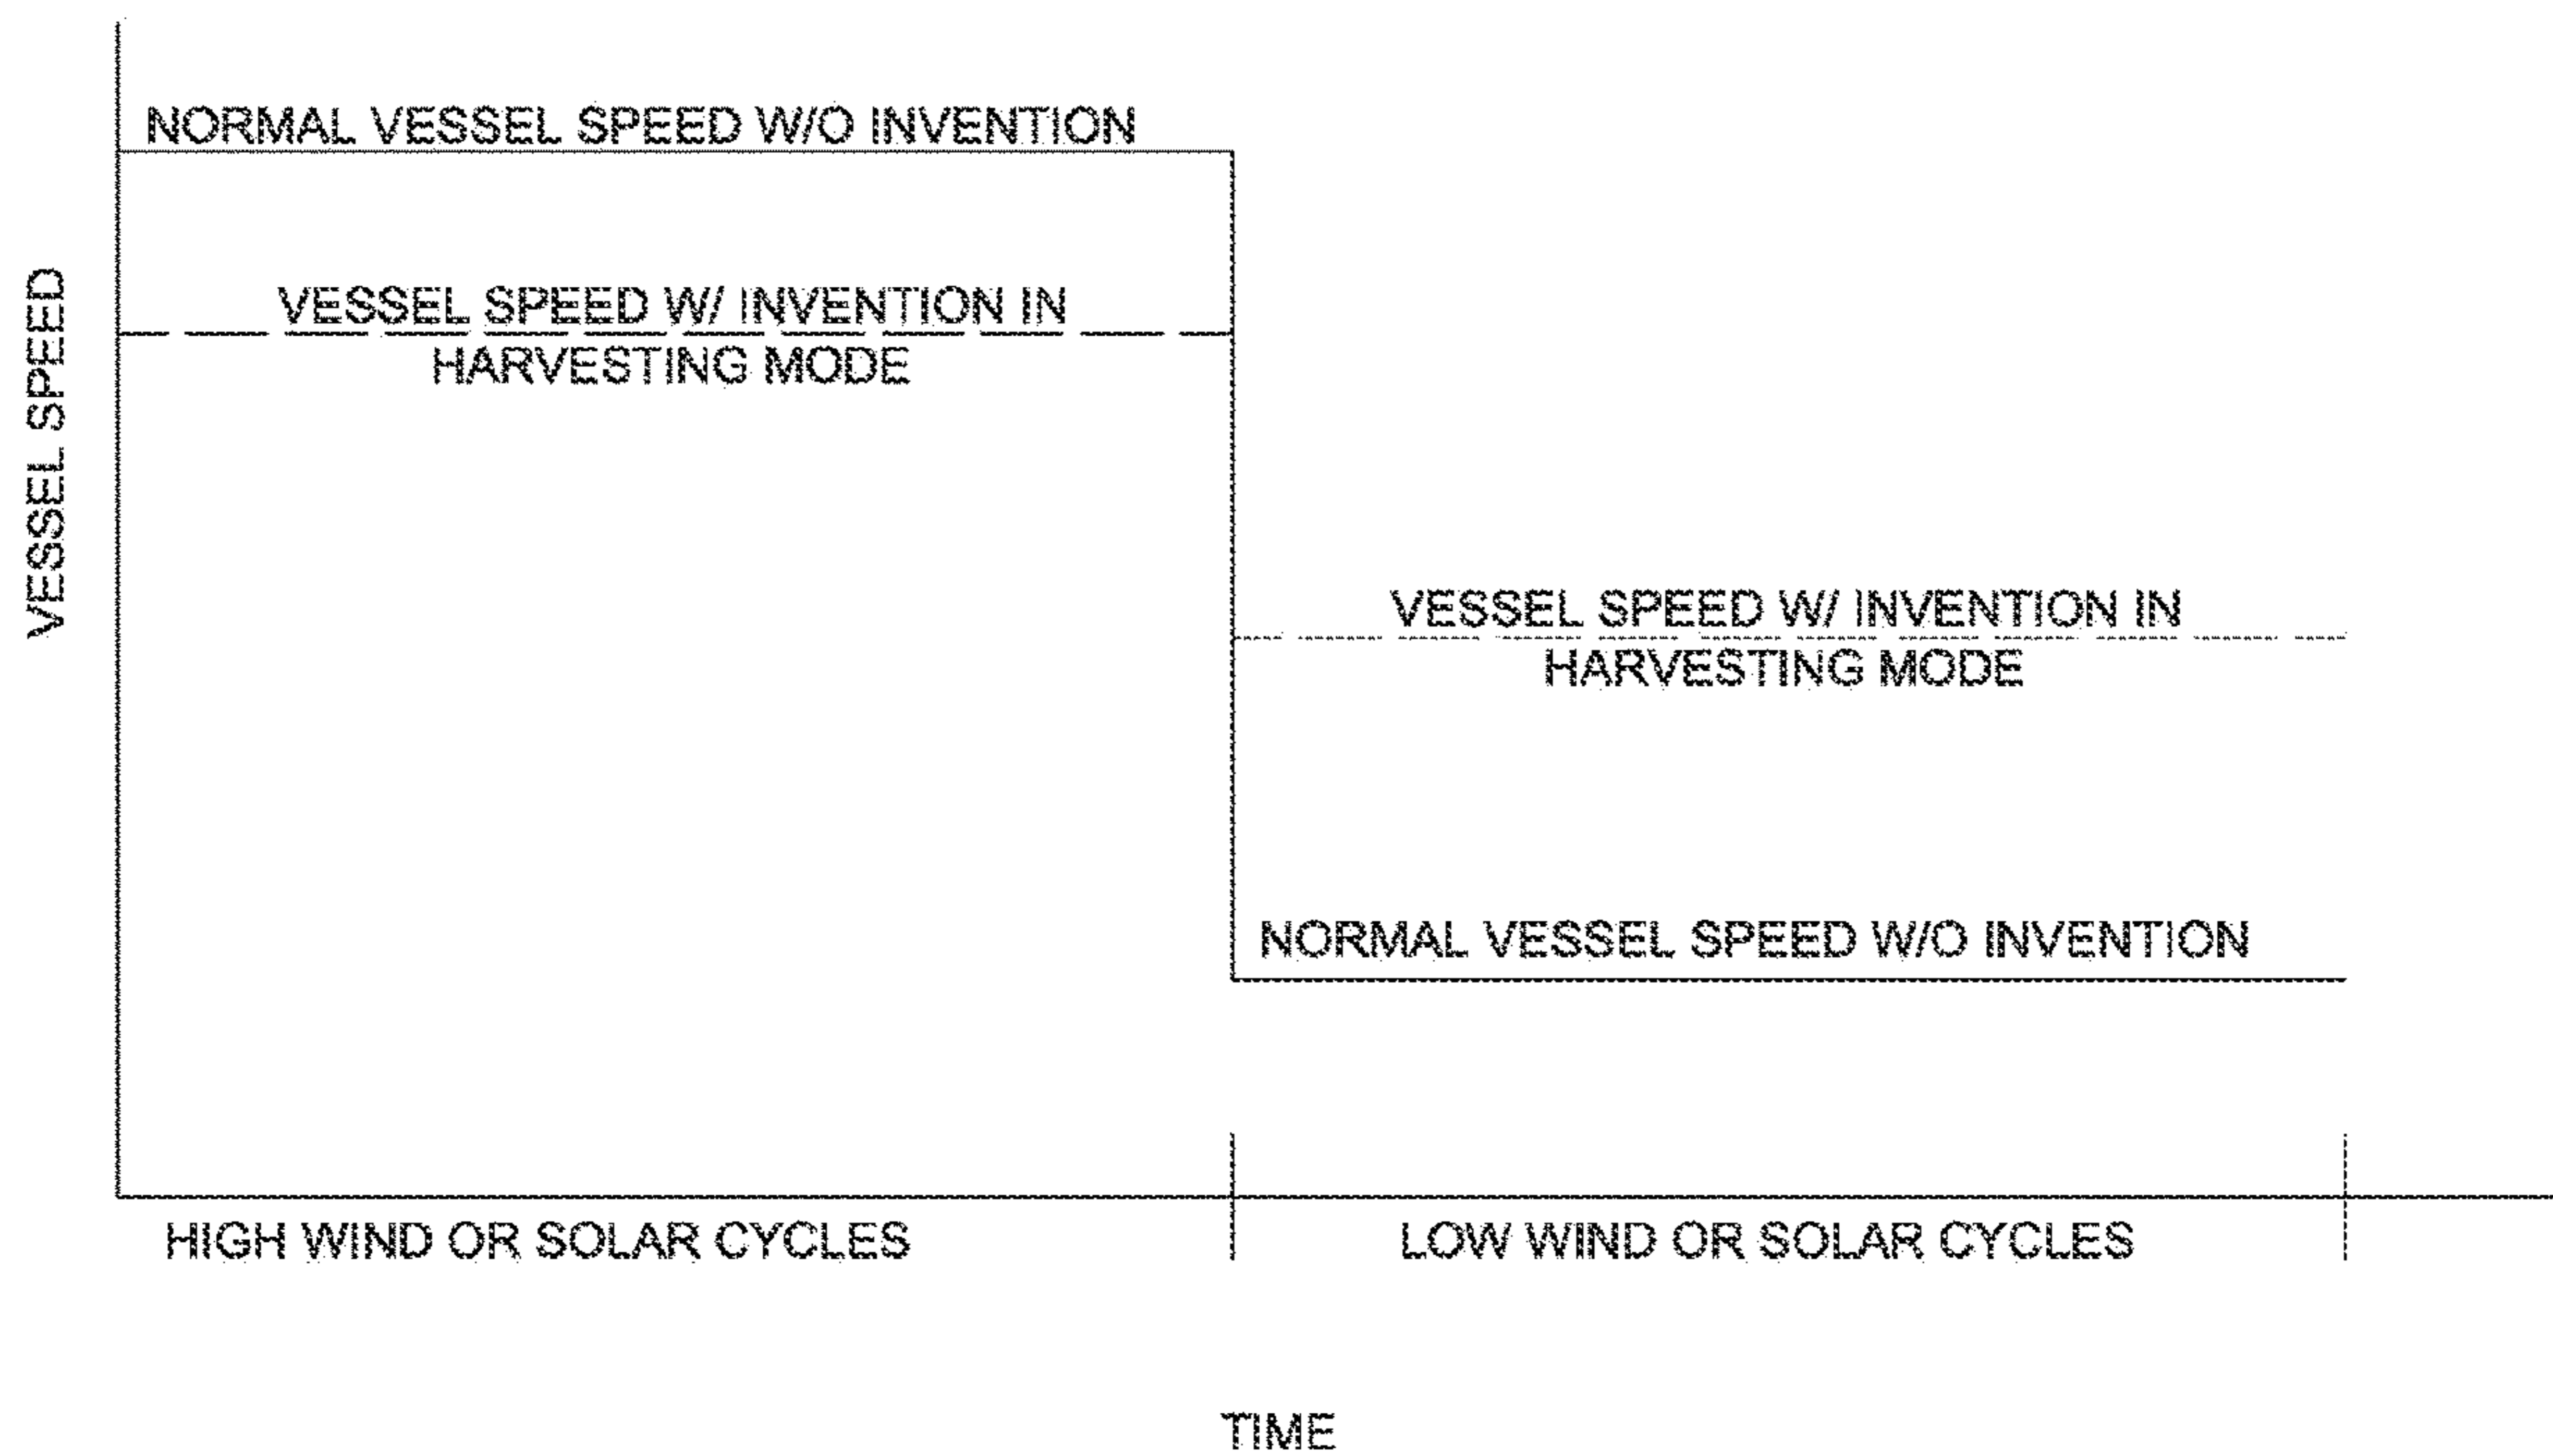 NORMAL VESSEL SPEED W/O INVENTION
VESSEL SPEED W/ INVENTION IN
HARVESTING MODE
VESSEL SPEED
VESSEL SPEED W/ INVENTION IN
HARVESTING MODE
NORMAL VESSEL SPEED W/O INVENTION
HIGH WIND OR SOLAR CYCLES
LOW WIND OR SOLAR CYCLES
TIME